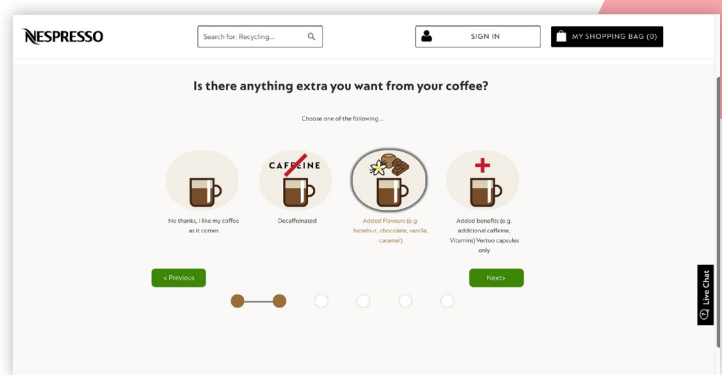 NESPRESSO
Search for: Recycling...
SIGN IN
MY SHOPPING BAG (0)
Is there anything extra you want from your coffee?
Choose one of the following...
CAFFEINE
No thanks, I like my coffee
as it comes
Decaffeinated
Added Flavours (e.g.
hazelnut, chocolate, vanilla,
caramel)
Added benefits (e.g.
additional caffeine,
Vitamins) Vertuo capsules
only
< Previous
Next>
Live Chat